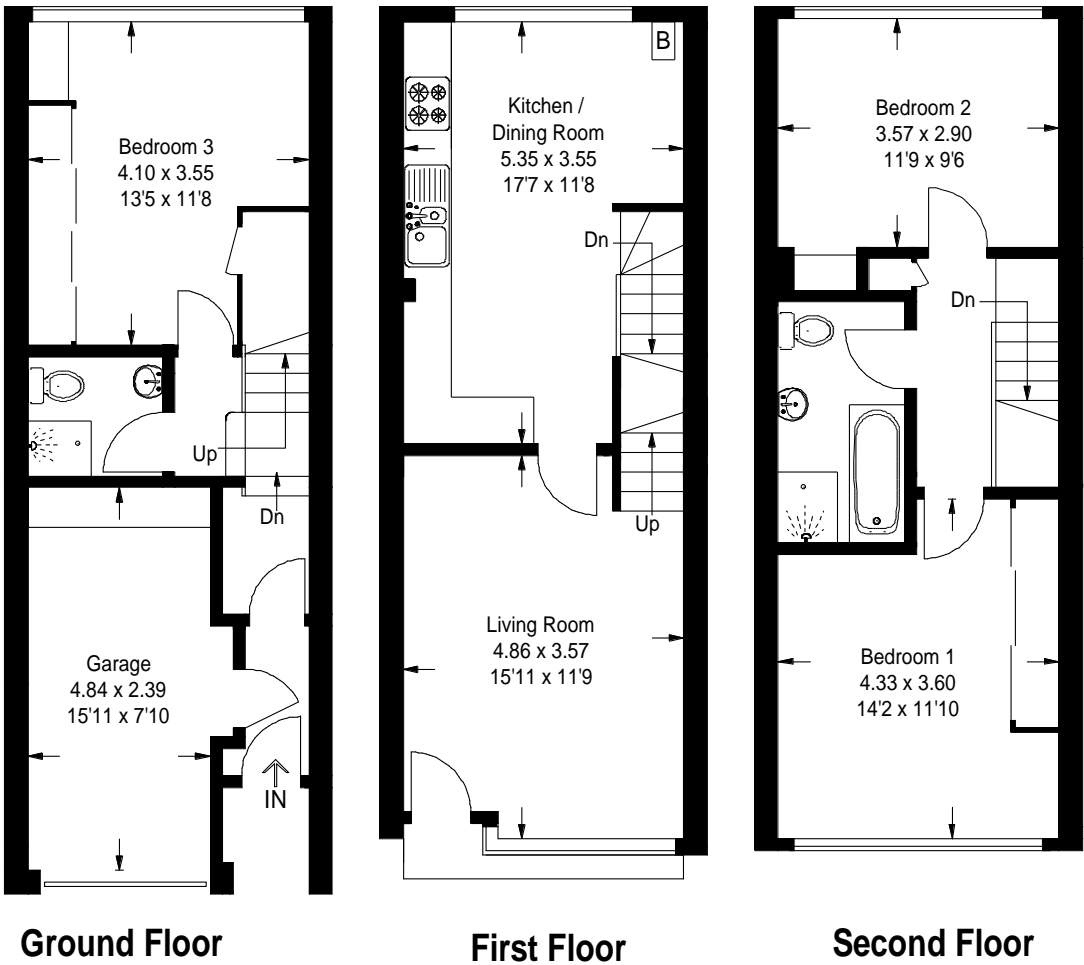 Bedroom 3
4.10 x 3.55
13'5 x 11'8
Up
Dn
Garage
4.84 x 2.39
15'11 x 7'10
IN
Ground Floor
B
Kitchen /
Dining Room
5.35 x 3.55
17'7 x 11'8
Dn
Up
Living Room
4.86 x 3.57
15'11 x 11'9
First Floor
Bedroom 2
3.57 x 2.90
11'9 x 9'6
Dn
Bedroom 1
4.33 x 3.60
14'2 x 11'10
Second Floor